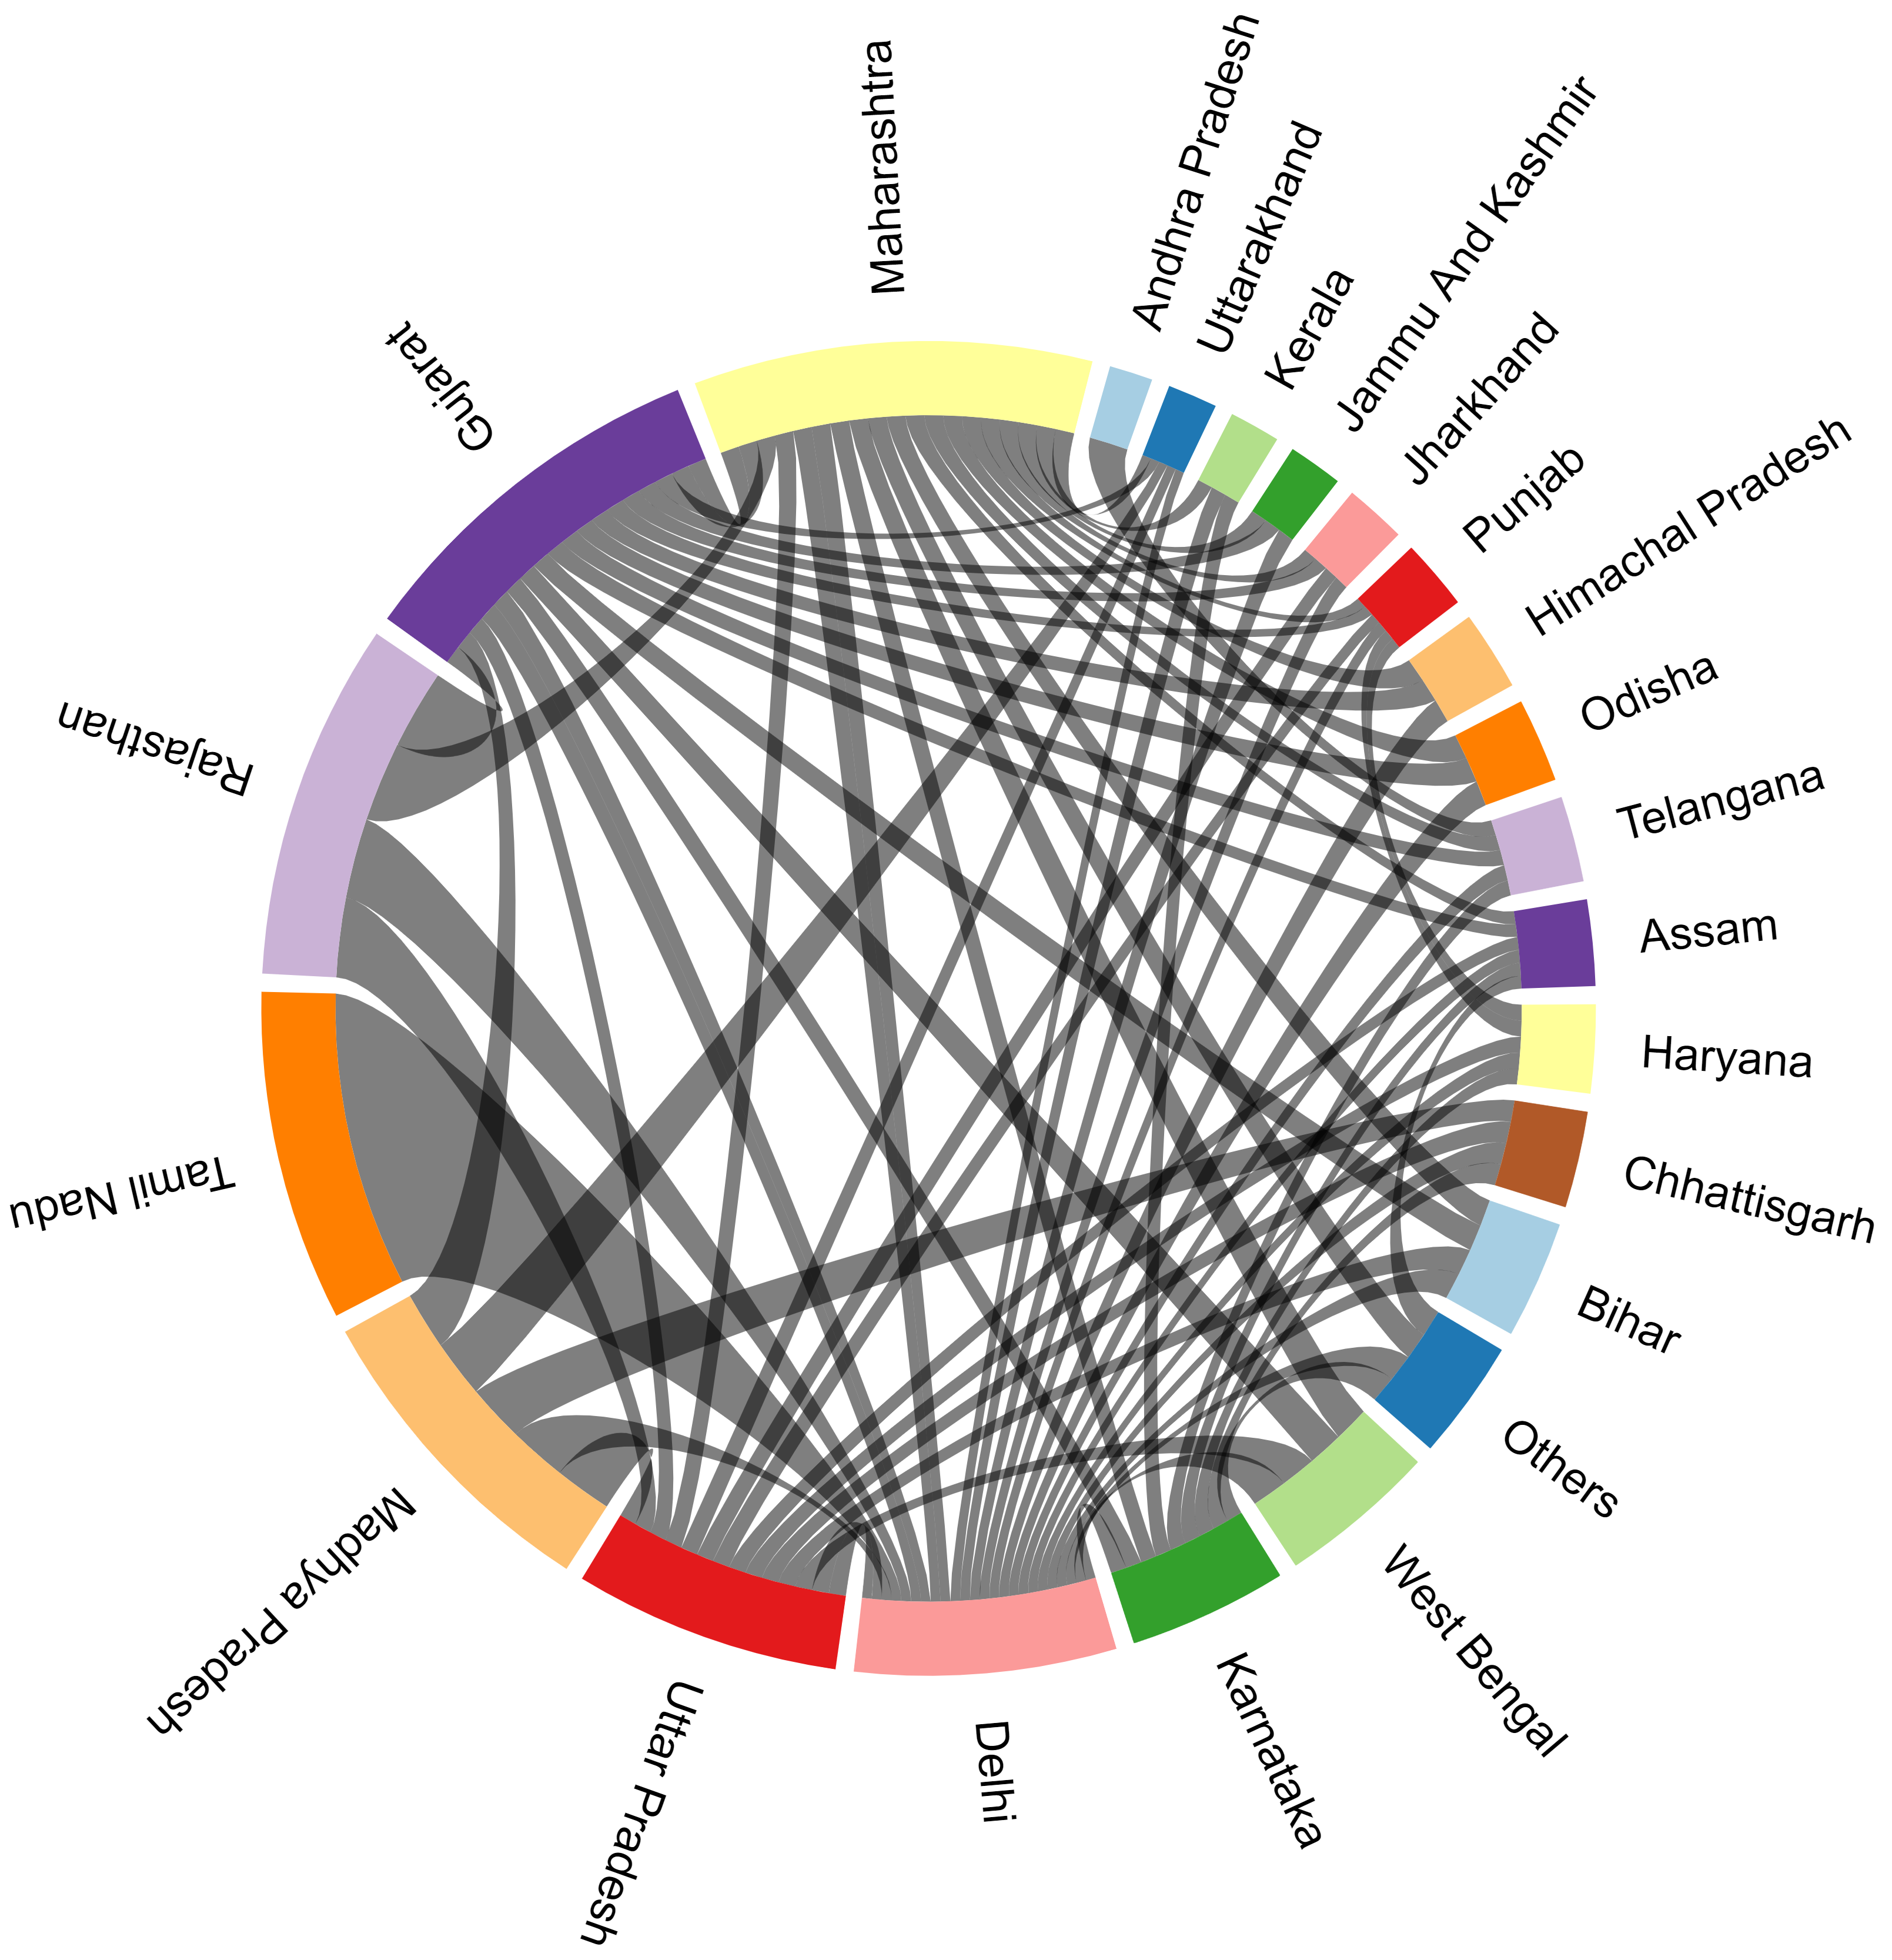 Maharashtra
Andhra Pradesh
Uttarakhand
Kerala
Jammu And Kashmir
Jharkhand
Punjab
Himachal Pradesh
Odisha
Telangana
Assam
Haryana
Chhattisgarh
Bihar
Others
West Bengal
Karnataka
Delhi
Uttar Pradesh
Madhya Pradesh
Tamil Nadu
Rajasthan
Gujarat